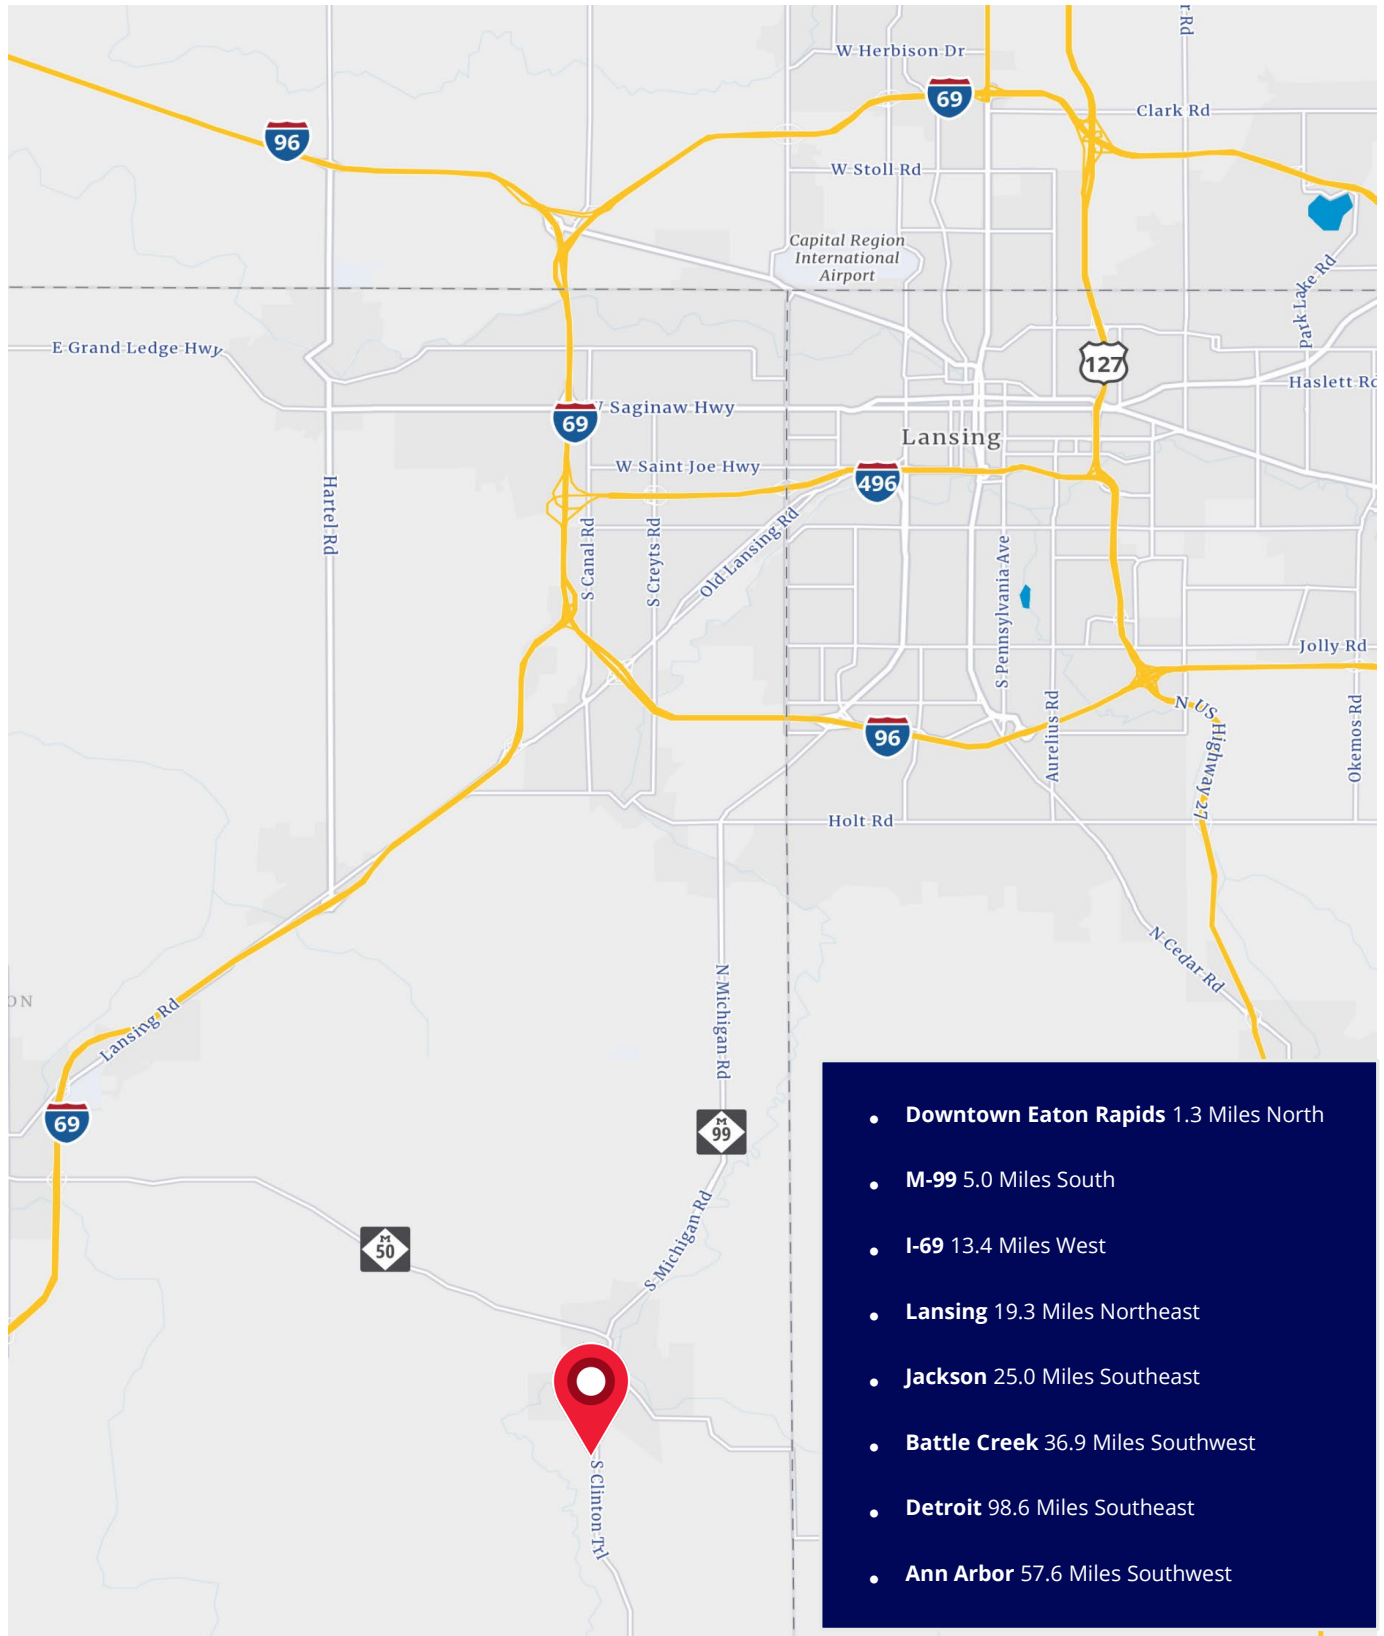 r Rd
W Herbison Dr
69
Clark Rd
96
W Stoll Rd
Capital Region
International
Airport
Park Lake Rd
E Grand Ledge Hwy
127
Haslett Rd
W Saginaw Hwy
69
Lansing
W Saint Joe Hwy
496
Hartel Rd
S Canal Rd
S Creyts Rd
Old Lansing Rd
S Pennsylvania Ave
Jolly Rd
N US Highway 27
Aurelius Rd
Okemos Rd
96
Holt Rd
N Cedar Rd
N Michigan Rd
ON
Lansing Rd
69
M
99
M
50
S Michigan Rd
S Clinton Trl
• Downtown Eaton Rapids 1.3 Miles North
• M-99 5.0 Miles South
• I-69 13.4 Miles West
• Lansing 19.3 Miles Northeast
• Jackson 25.0 Miles Southeast
• Battle Creek 36.9 Miles Southwest
• Detroit 98.6 Miles Southeast
• Ann Arbor 57.6 Miles Southwest